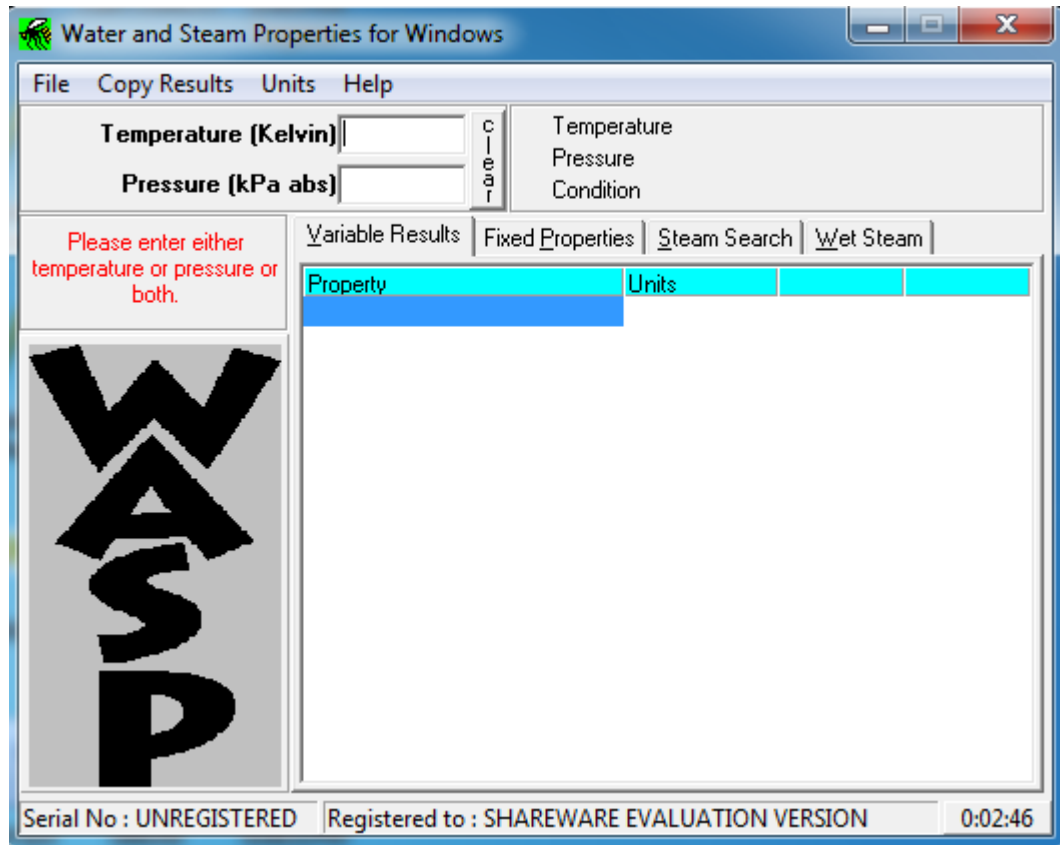 Water and Steam Properties for Windows
File Copy Results Units Help
Temperature (Kelvin)
Pressure (kPa abs)
clear
Temperature
Pressure
Condition
Please enter either
temperature or pressure or
both.
Variable Results Fixed Properties Steam Search Wet Steam
Property Units
WASP
Serial No : UNREGISTERED Registered to : SHAREWARE EVALUATION VERSION 0:02:46